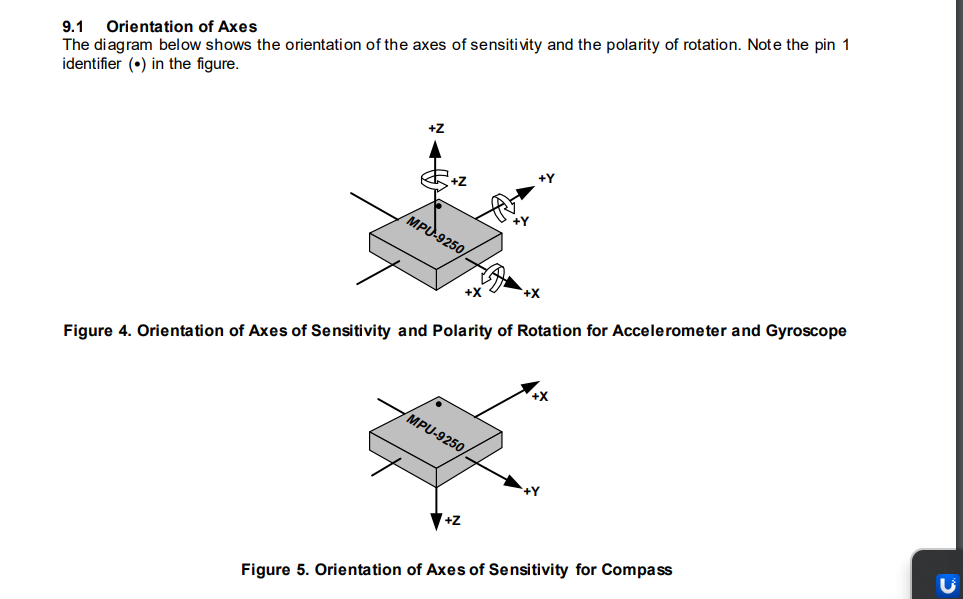 9.1 Orientation of Axes
The diagram below shows the orientation of the axes of sensitivity and the polarity of rotation. Note the pin 1
identifier (•) in the figure.
+Z
+Z
+Y
+Y
MPU-9250
+X
+X
Figure 4. Orientation of Axes of Sensitivity and Polarity of Rotation for Accelerometer and Gyroscope
+X
MPU-9250
+Y
+Z
Figure 5. Orientation of Axes of Sensitivity for Compass